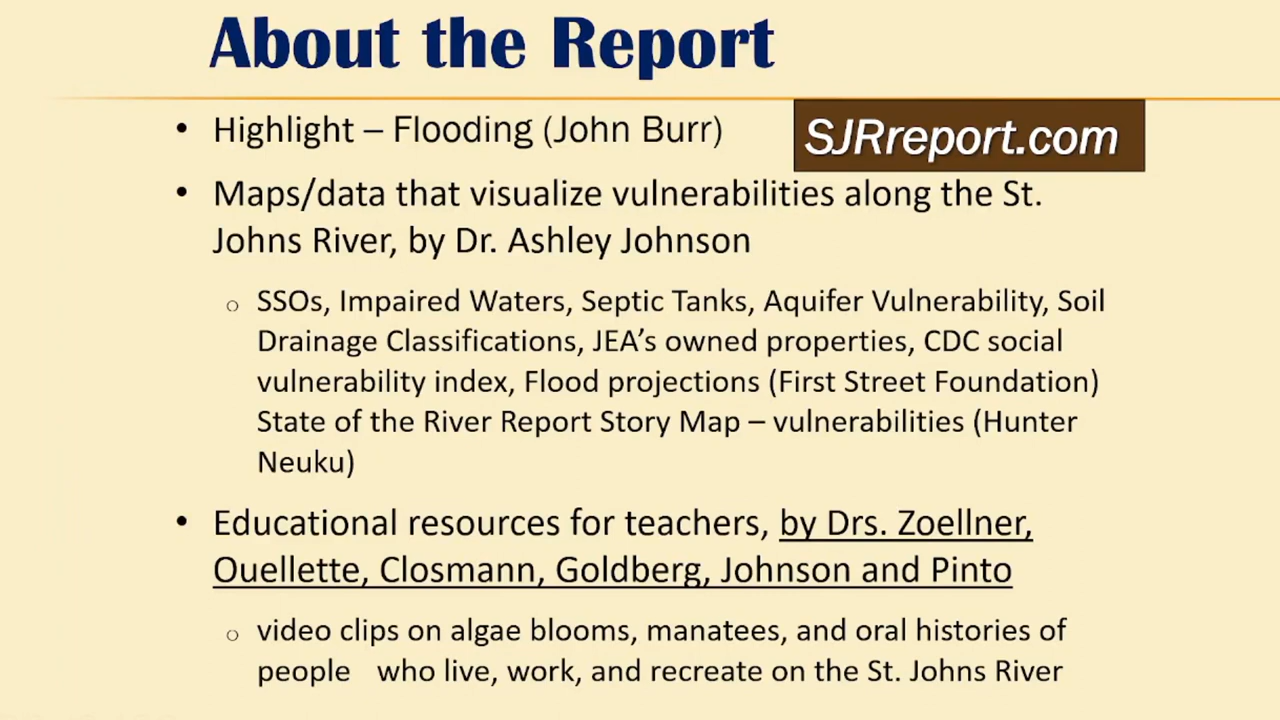 About the Report
• Highlight – Flooding (John Burr)
SJRreport.com
• Maps/data that visualize vulnerabilities along the St.
Johns River, by Dr. Ashley Johnson
○ SSOs, Impaired Waters, Septic Tanks, Aquifer Vulnerability, Soil
Drainage Classifications, JEA’s owned properties, CDC social
vulnerability index, Flood projections (First Street Foundation)
State of the River Report Story Map – vulnerabilities (Hunter
Neuku)
• Educational resources for teachers, by Drs. Zoellner,
Ouellette, Closmann, Goldberg, Johnson and Pinto
○ video clips on algae blooms, manatees, and oral histories of
people who live, work, and recreate on the St. Johns River